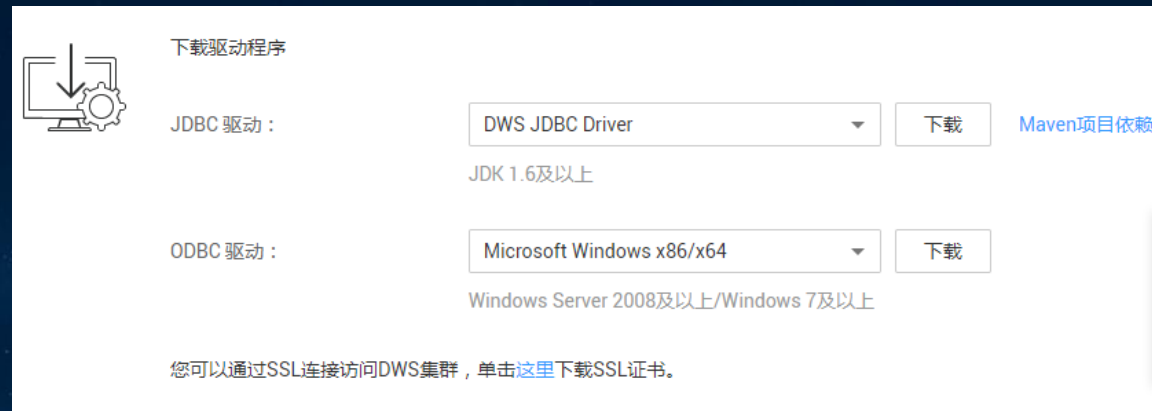 下载驱动程序
JDBC 驱动： DWS JDBC Driver 下载 Maven项目依赖
JDK 1.6及以上
ODBC 驱动： Microsoft Windows x86/x64 下载
Windows Server 2008及以上/Windows 7及以上
您可以通过SSL连接访问DWS集群，单击这里下载SSL证书。